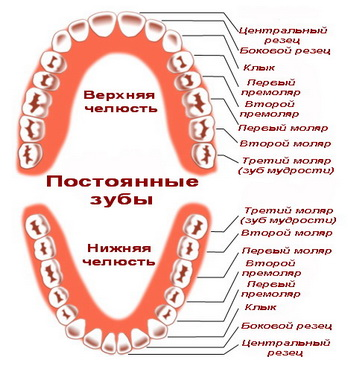 Центральный
резец
Боковой резец
Клык
Первый
премоляр
Второй
премоляр
Первый моляр
Второй моляр
Третий моляр
(зуб мудрости)
Верхняя
челюсть
Постоянные
зубы
Нижняя
челюсть
Третий моляр
(зуб мудрости)
Второй моляр
Первый моляр
Второй
премоляр
Первый
премоляр
Клык
Боковой резец
Центральный
резец